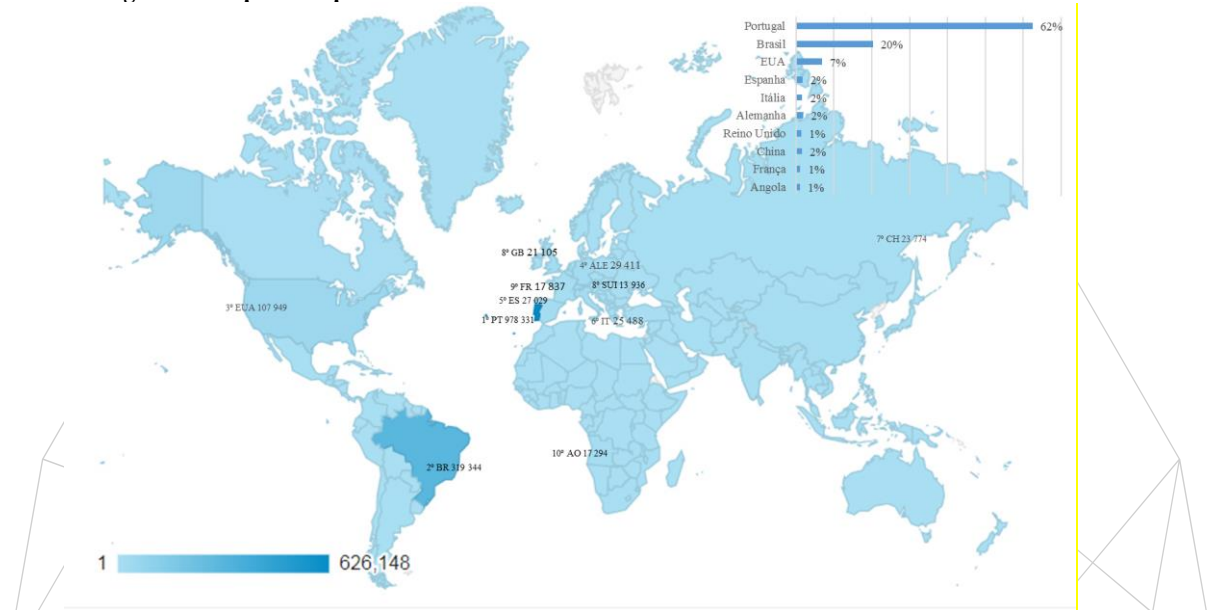 Portugal 62%
Brasil 20%
EUA 7%
Espanha 2%
Itália 2%
Alemanha 2%
Reino Unido 1%
China 2%
França 1%
Angola 1%
7º CH 23 774
8º GB 21 105
4º ALE 29 411
9º FR 17 837
8º SUI 13 936
5º ES 27 029
3º EUA 107 949
1º PT 978 331
6º IT 25 488
10º AO 17 294
2º BR 319 344
1 626,148